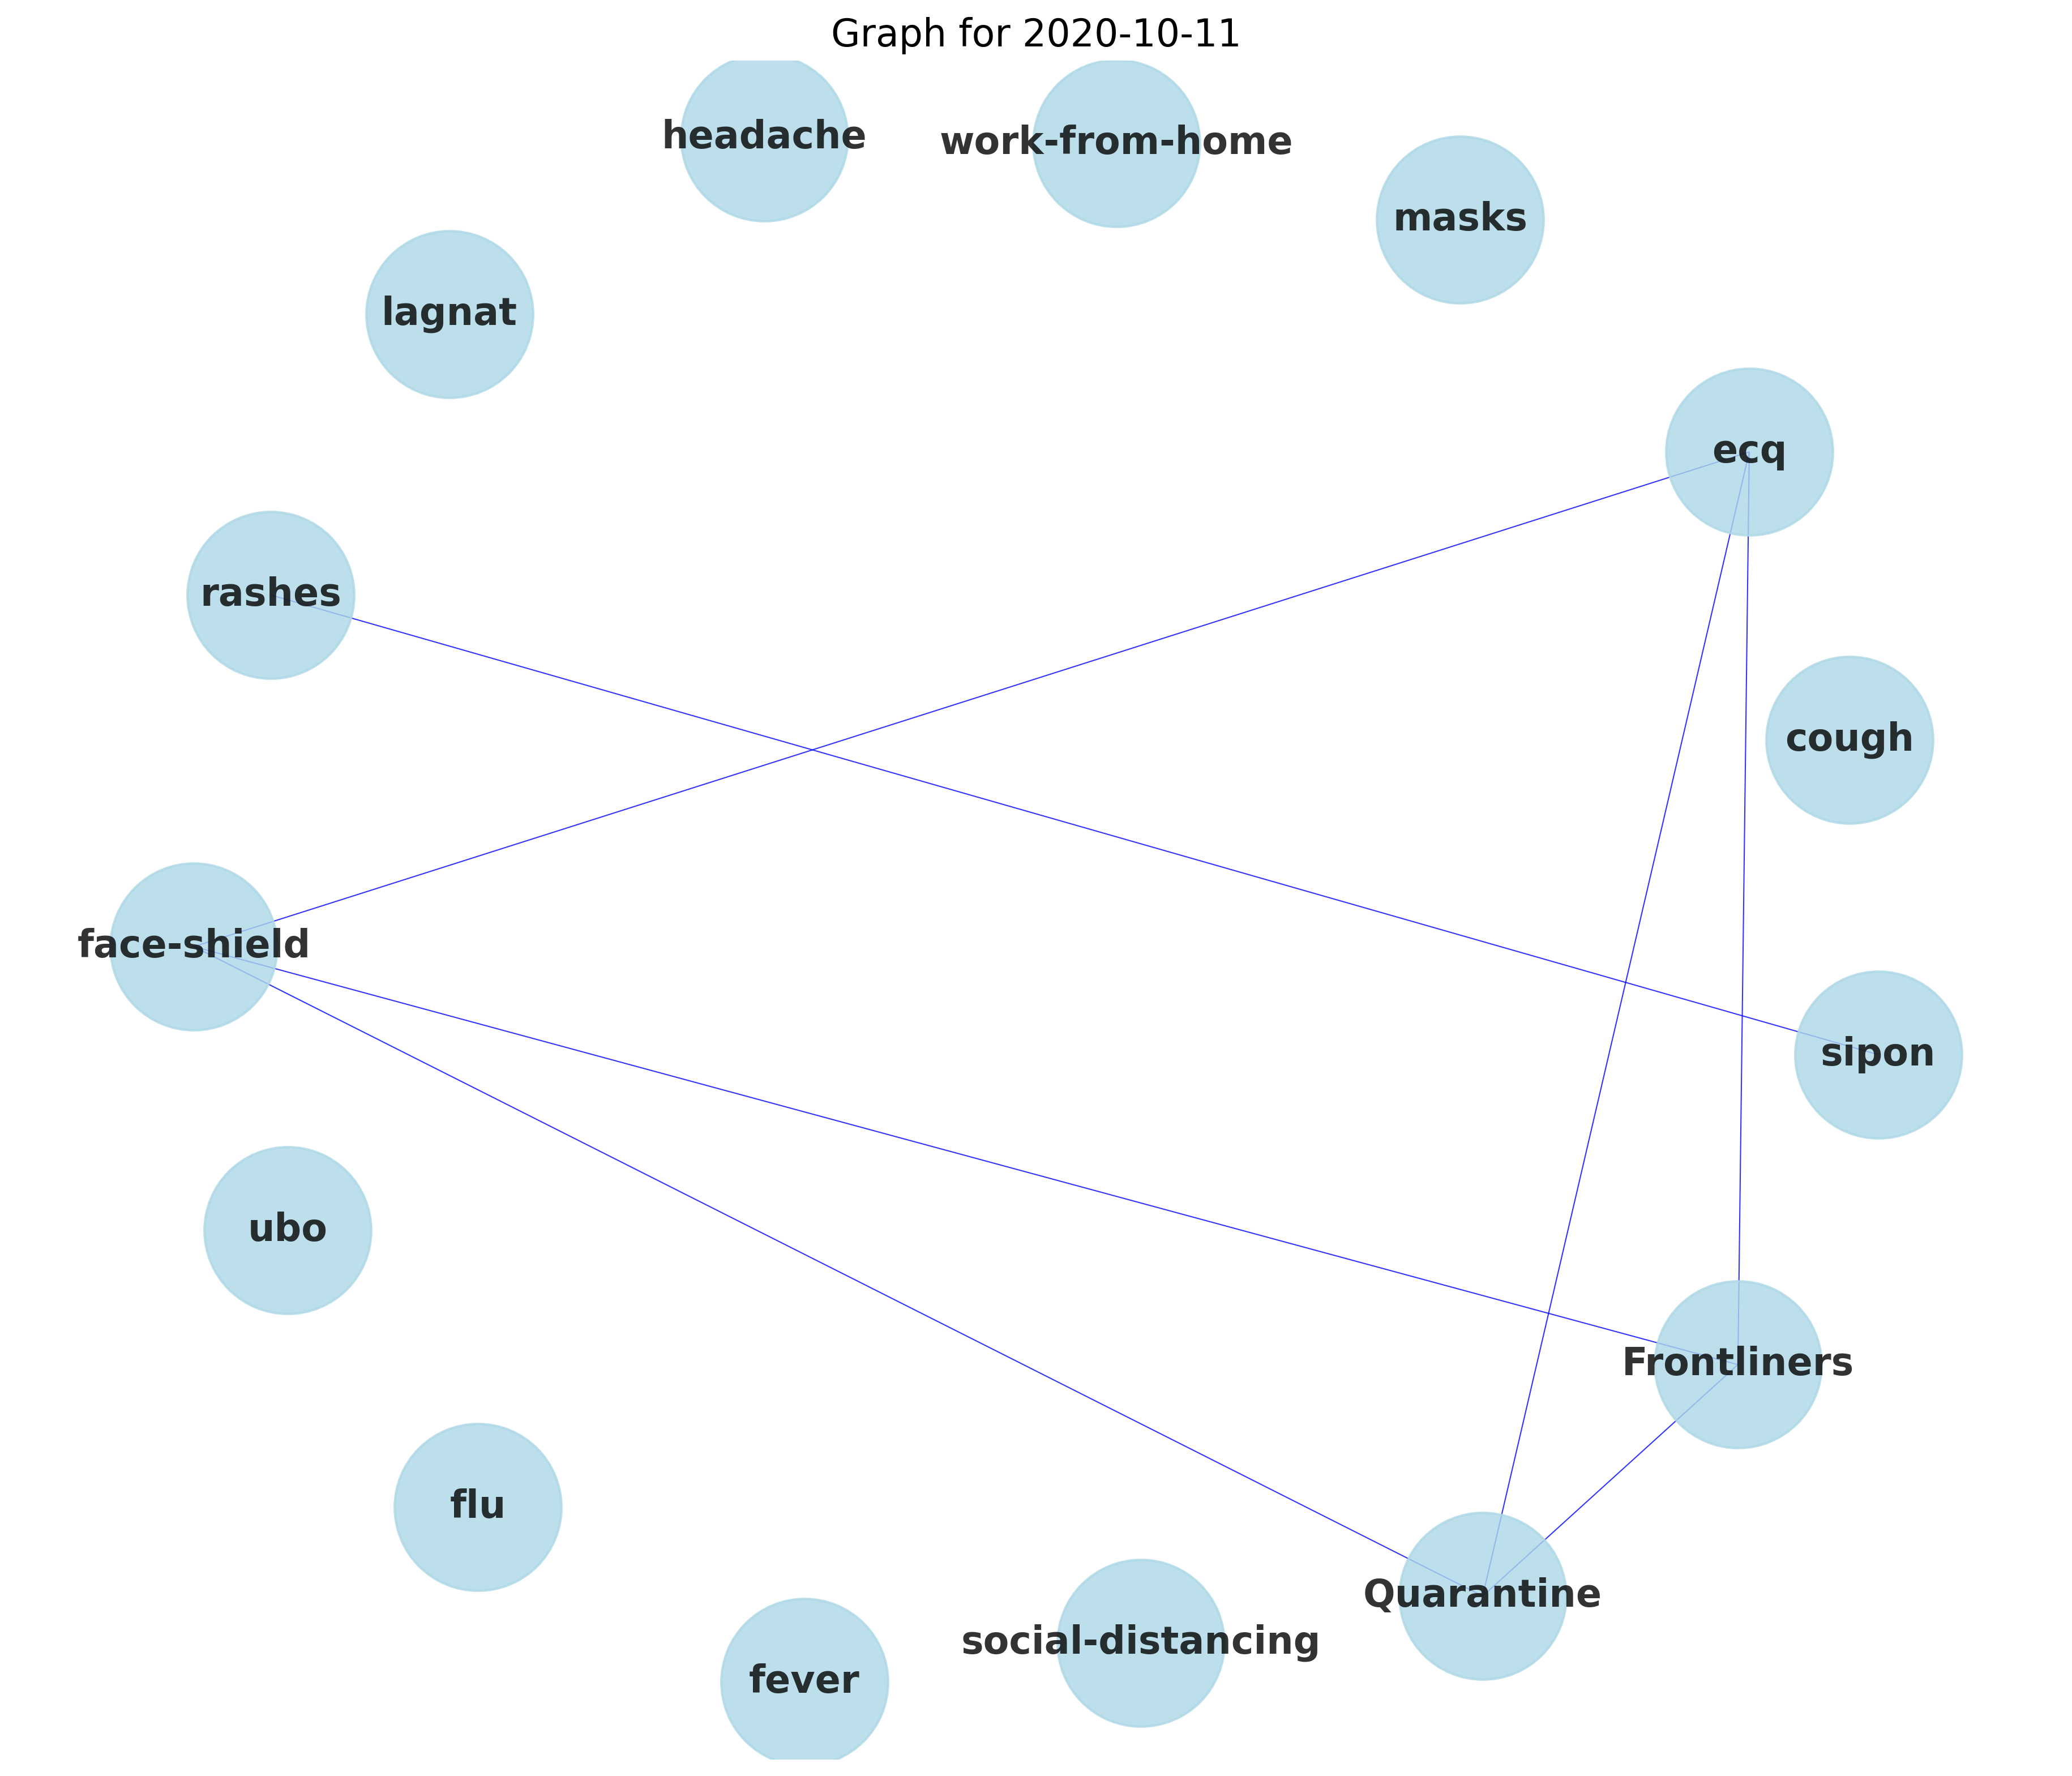 Graph for 2020-10-11
headache
work-from-home
masks
lagnat
ecq
rashes
cough
face-shield
sipon
ubo
Frontliners
flu
Quarantine
social-distancing
fever